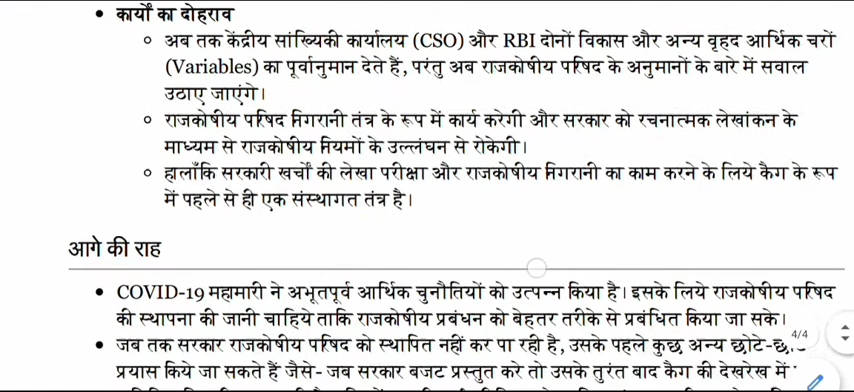 • कार्यों का दोहराव
○ अब तक केंद्रीय सांख्यिकी कार्यालय (CSO) और RBI दोनों विकास और अन्य वृहद आर्थिक चरों
(Variables) का पूर्वानुमान देते हैं, परंतु अब राजकोषीय परिषद के अनुमानों के बारे में सवाल
उठाए जाएंगे।
○ राजकोषीय परिषद निगरानी तंत्र के रूप में कार्य करेगी और सरकार को रचनात्मक लेखांकन के
माध्यम से राजकोषीय नियमों के उल्लंघन से रोकेगी।
○ हालाँकि सरकारी खर्चों की लेखा परीक्षा और राजकोषीय निगरानी का काम करने के लिये कैग के रूप
में पहले से ही एक संस्थागत तंत्र है।
आगे की राह
• COVID-19 महामारी ने अभूतपूर्व आर्थिक चुनौतियों को उत्पन्न किया है। इसके लिये राजकोषीय परिषद
की स्थापना की जानी चाहिये ताकि राजकोषीय प्रबंधन को बेहतर तरीके से प्रबंधित किया जा सके।
4/4
• जब तक सरकार राजकोषीय परिषद को स्थापित नहीं कर पा रही है, उसके पहले कुछ अन्य छोटे-
प्रयास किये जा सकते हैं जैसे- जब सरकार बजट प्रस्तुत करे तो उसके तुरंत बाद कैग की देखरेख में